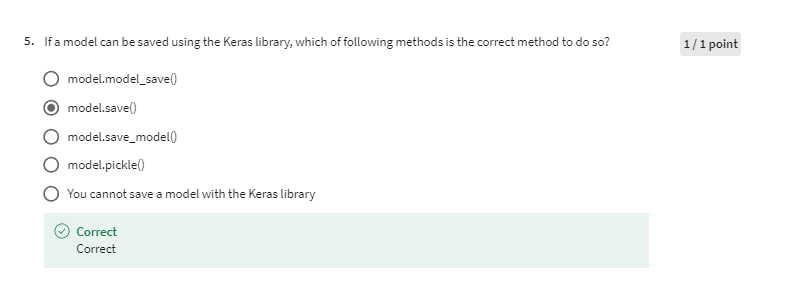 5. If a model can be saved using the Keras library, which of following methods is the correct method to do so?
1 / 1 point
model.model_save()
model.save()
model.save_model()
model.pickle()
You cannot save a model with the Keras library
Correct
Correct